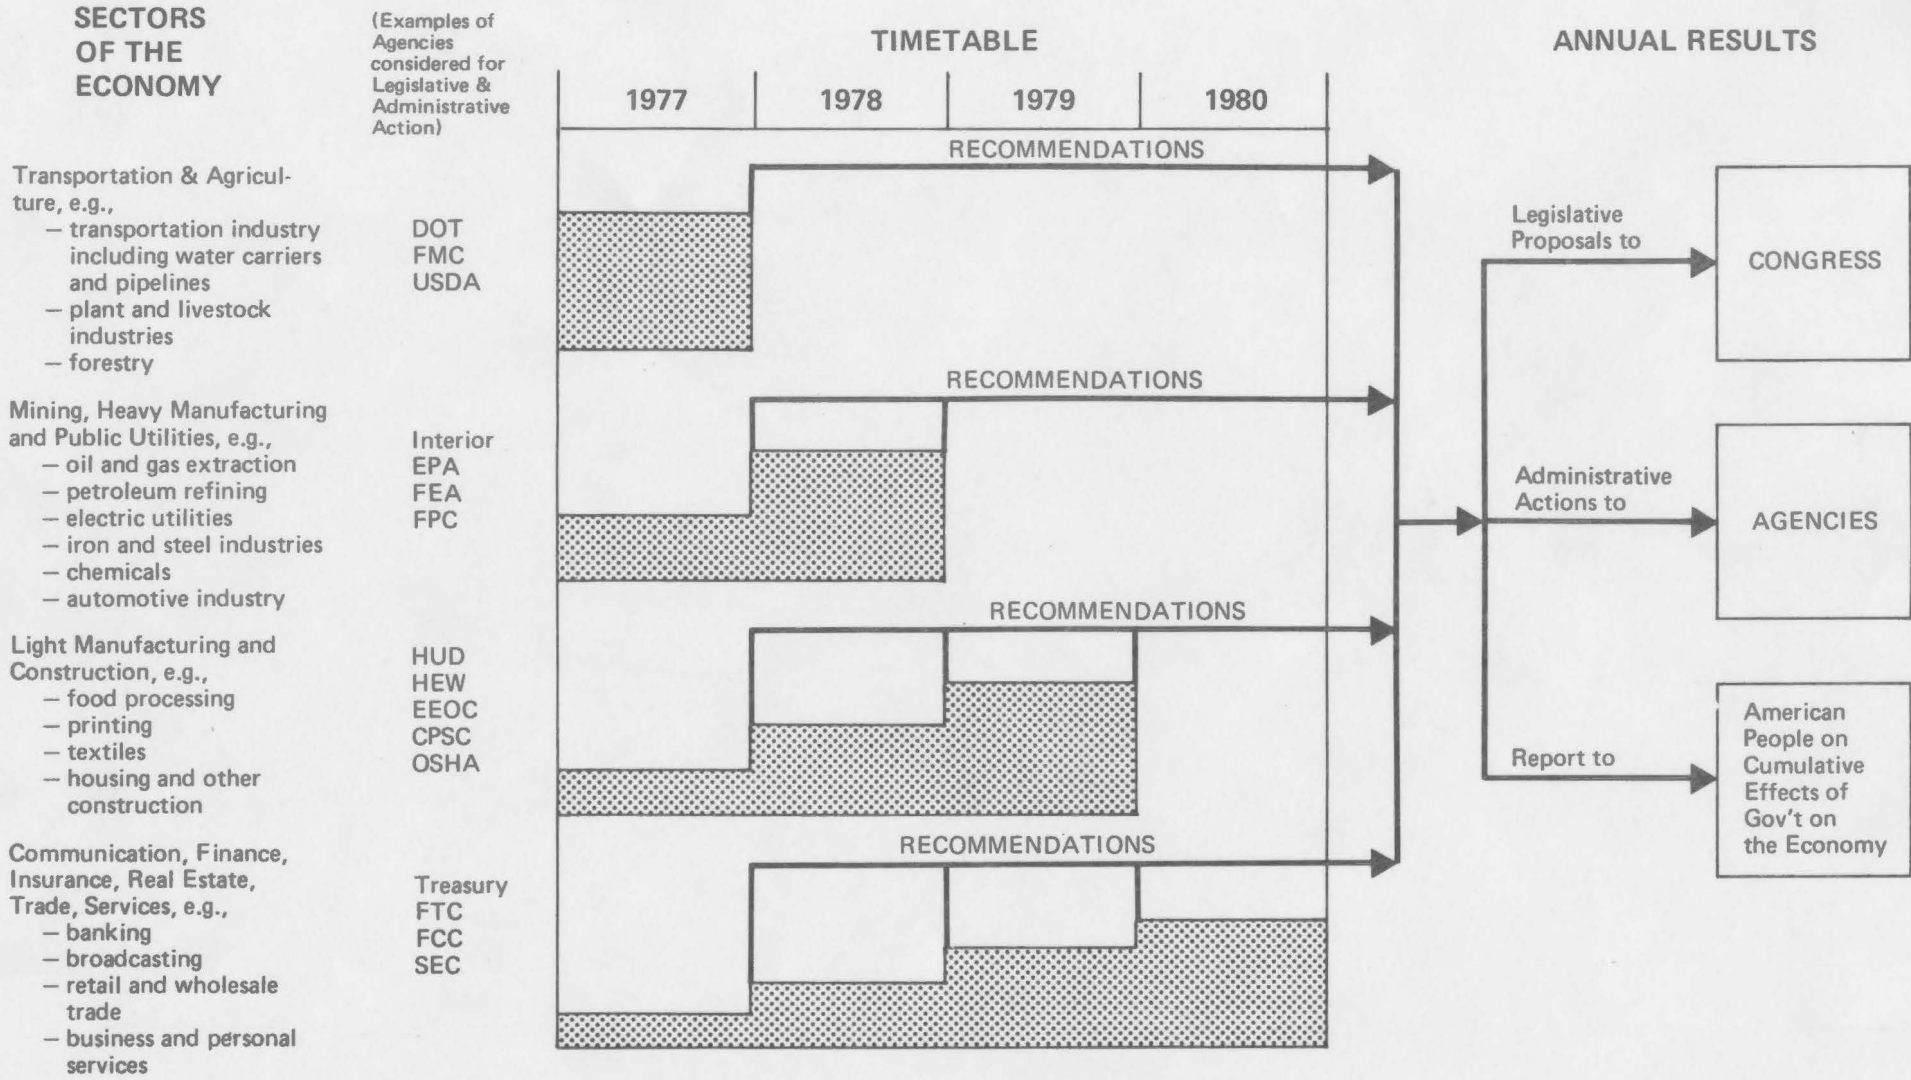 SECTORS
OF THE
ECONOMY
(Examples of
Agencies
considered for
Legislative &
Administrative
Action)
TIMETABLE
1977
1978
1979
1980
ANNUAL RESULTS
Transportation & Agricul-
ture, e.g.,
— transportation industry
including water carriers
and pipelines
— plant and livestock
industries
— forestry
DOT
FMC
USDA
RECOMMENDATIONS
Mining, Heavy Manufacturing
and Public Utilities, e.g.,
— oil and gas extraction
— petroleum refining
— electric utilities
— iron and steel industries
— chemicals
— automotive industry
Interior
EPA
FEA
FPC
RECOMMENDATIONS
Light Manufacturing and
Construction, e.g.,
— food processing
— printing
— textiles
— housing and other
construction
HUD
HEW
EEOC
CPSC
OSHA
RECOMMENDATIONS
Communication, Finance,
Insurance, Real Estate,
Trade, Services, e.g.,
— banking
— broadcasting
— retail and wholesale
trade
— business and personal
services
Treasury
FTC
FCC
SEC
RECOMMENDATIONS
Legislative
Proposals to
CONGRESS
Administrative
Actions to
AGENCIES
Report to
American
People on
Cumulative
Effects of
Gov't on
the Economy